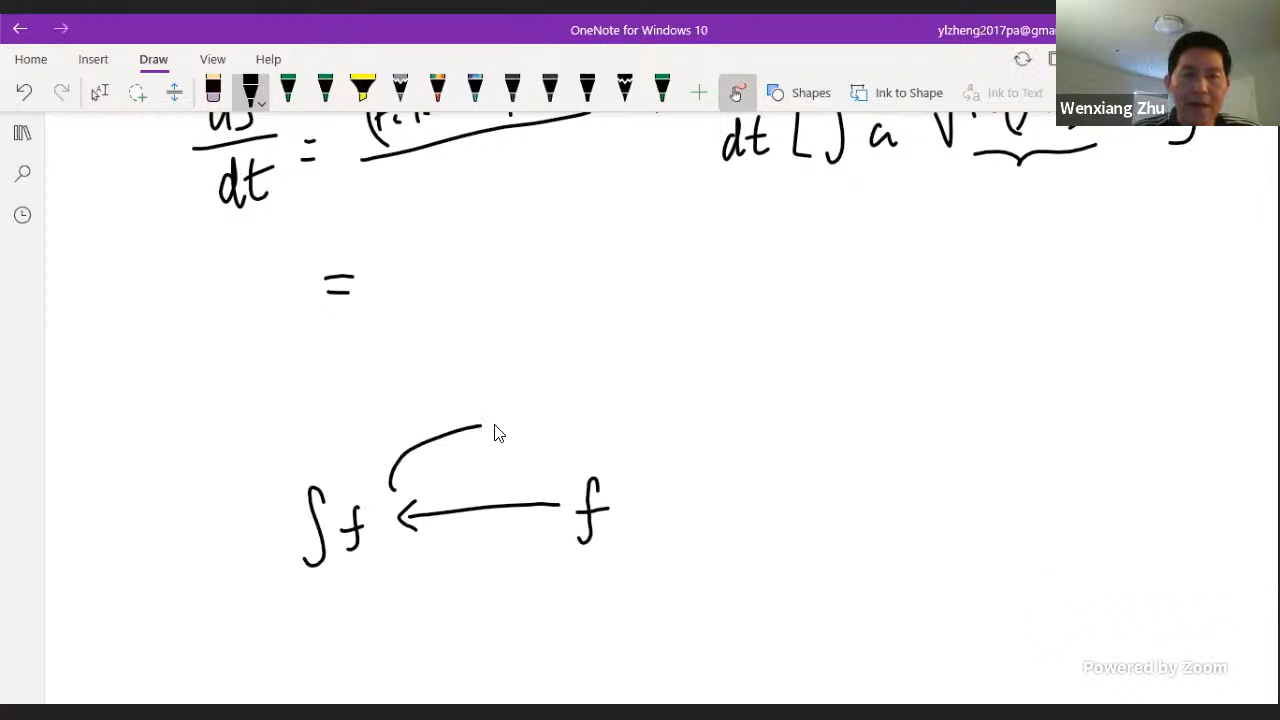 OneNote for Windows 10
ylzheng2017pa@gma
Home Insert Draw View Help
Shapes Ink to Shape Ink to Text
Wenxiang Zhu
dt = dt [ ∫ a √
=
∫ f ← f
Powered by Zoom